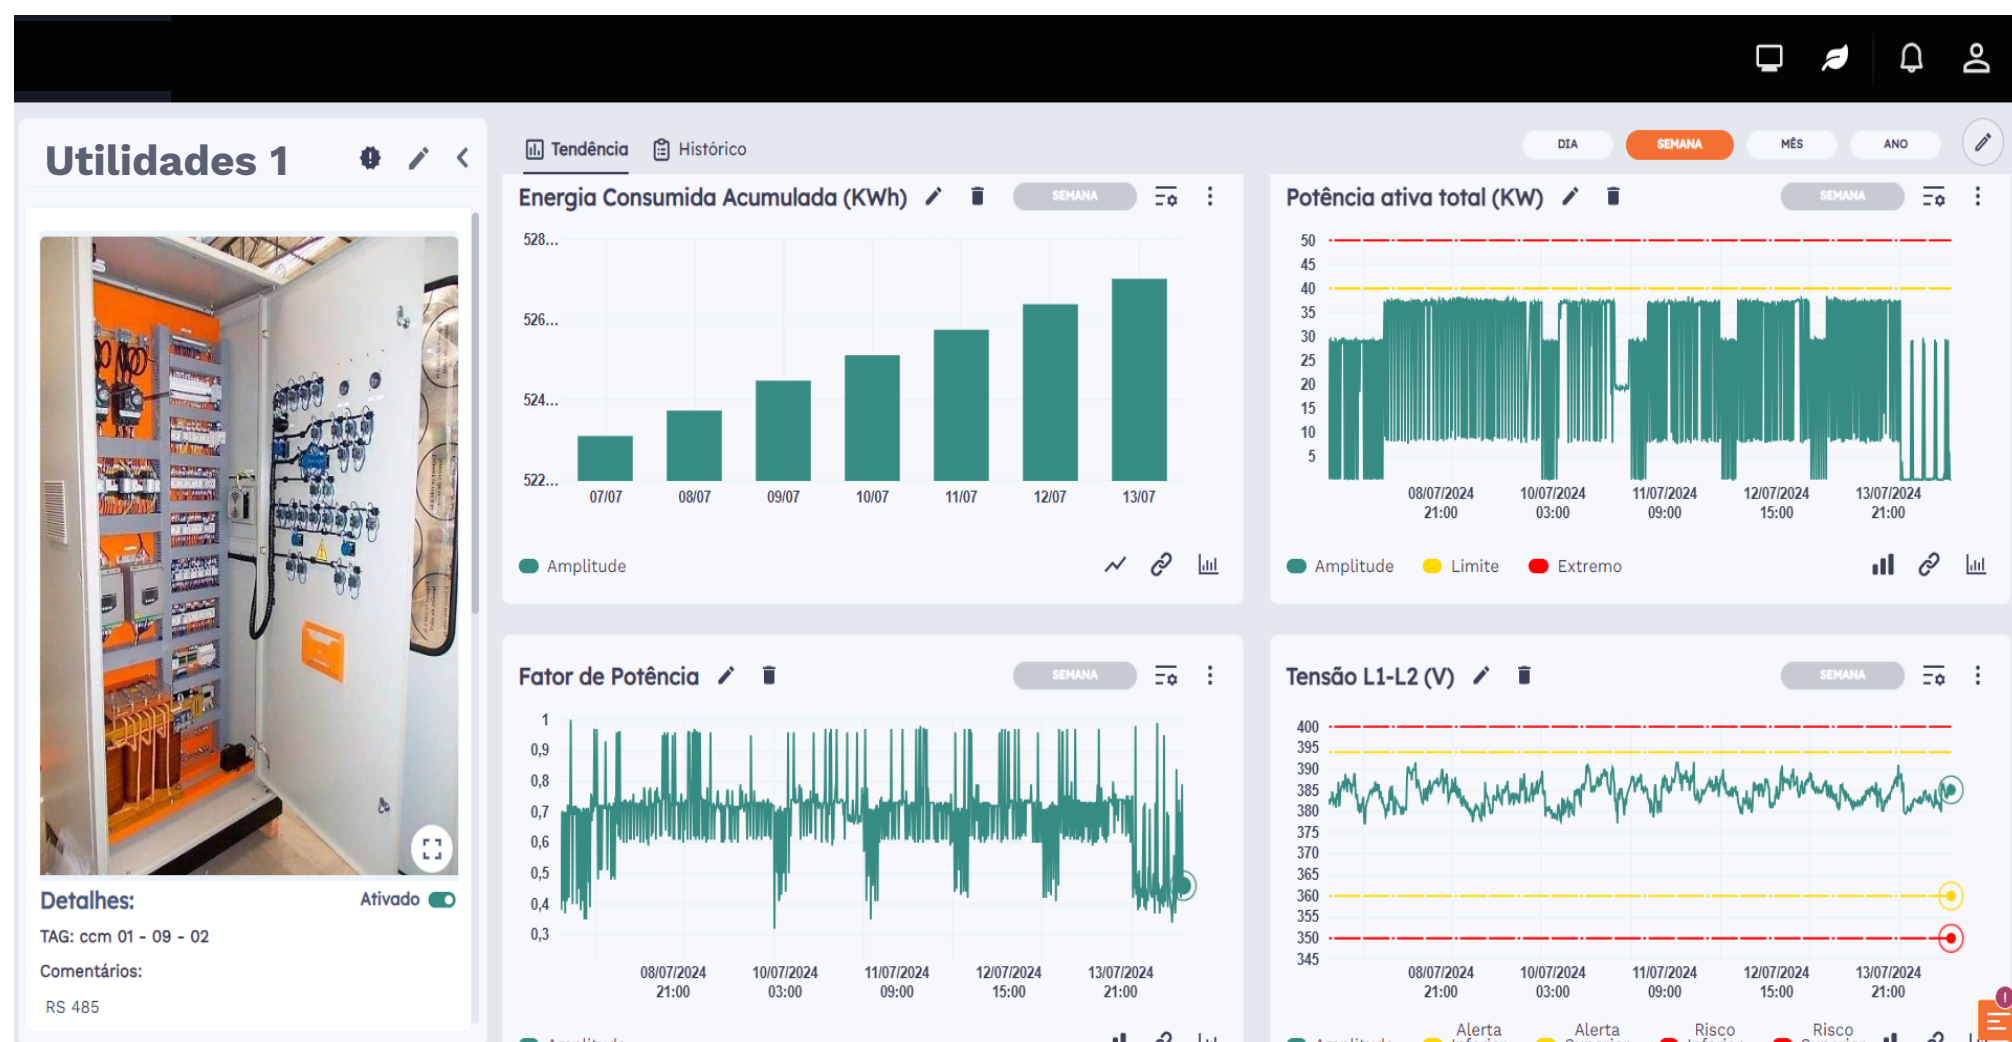 Utilidades 1
Detalhes:
Ativado
TAG: ccm 01 - 09 - 02
Comentários:
RS 485
Tendência
Histórico
DIA
SEMANA
MÊS
ANO
Energia Consumida Acumulada (KWh)
SEMANA
528...
526...
524...
522...
07/07
08/07
09/07
10/07
11/07
12/07
13/07
Amplitude
Potência ativa total (KW)
SEMANA
50
45
40
35
30
25
20
15
10
5
08/07/2024
21:00
10/07/2024
03:00
11/07/2024
09:00
12/07/2024
15:00
13/07/2024
21:00
Amplitude
Limite
Extremo
Fator de Potência
SEMANA
1
0,9
0,8
0,7
0,6
0,5
0,4
0,3
08/07/2024
21:00
10/07/2024
03:00
11/07/2024
09:00
12/07/2024
15:00
13/07/2024
21:00
Amplitude
Tensão L1-L2 (V)
SEMANA
400
395
390
385
380
375
370
365
360
355
350
345
08/07/2024
21:00
10/07/2024
03:00
11/07/2024
09:00
12/07/2024
15:00
13/07/2024
21:00
Amplitude
Alerta
Inferior
Alerta
Superior
Risco
Inferior
Risco
Superior